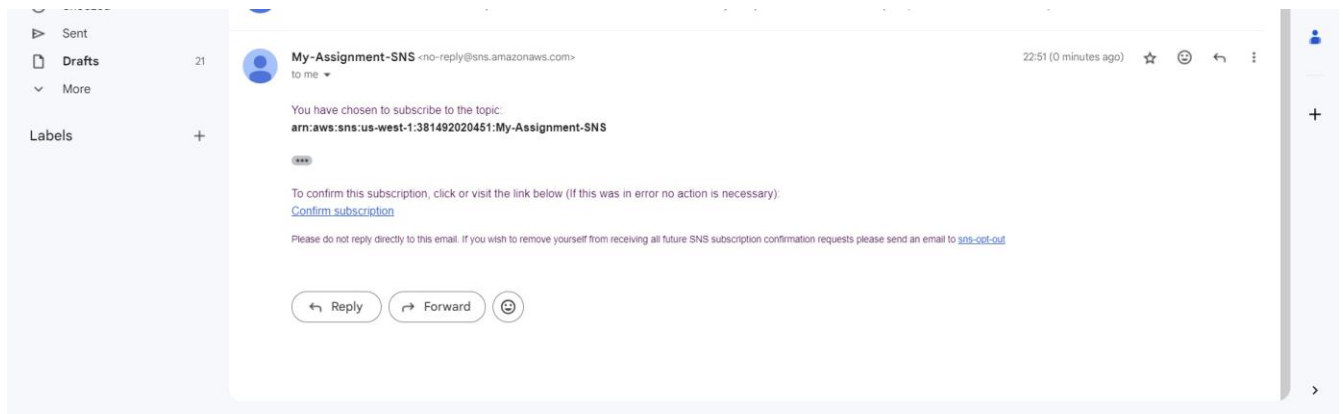 Sent
Drafts 21
More
Labels
My-Assignment-SNS <no-reply@sns.amazonaws.com> 22:51 (0 minutes ago)
to me
You have chosen to subscribe to the topic:
arn:aws:sns:us-west-1:381492020451:My-Assignment-SNS
To confirm this subscription, click or visit the link below (If this was in error no action is necessary):
Confirm subscription
Please do not reply directly to this email. If you wish to remove yourself from receiving all future SNS subscription confirmation requests please send an email to sns-opt-out
Reply Forward